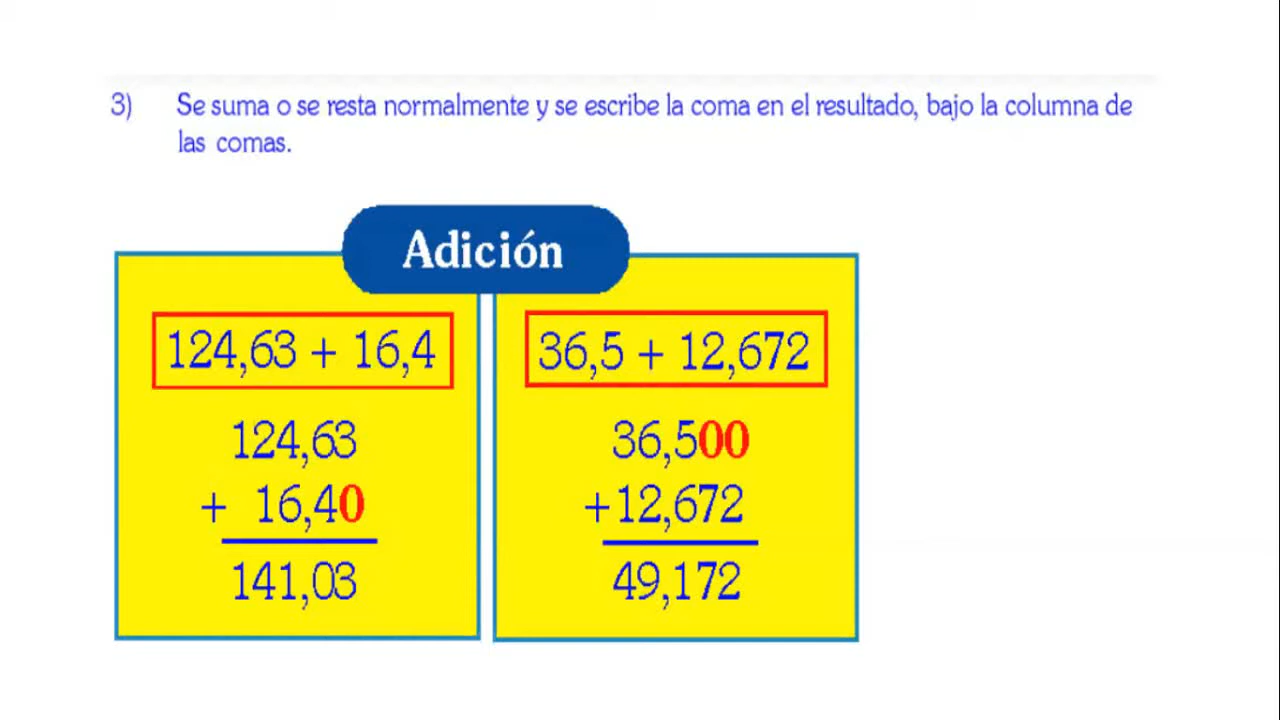 3) Se suma o se resta normalmente y se escribe la coma en el resultado, bajo la columna de
las comas.
Adición
124,63 + 16,4
124,63
+ 16,40
141,03
36,5 + 12,672
36,500
+12,672
49,172